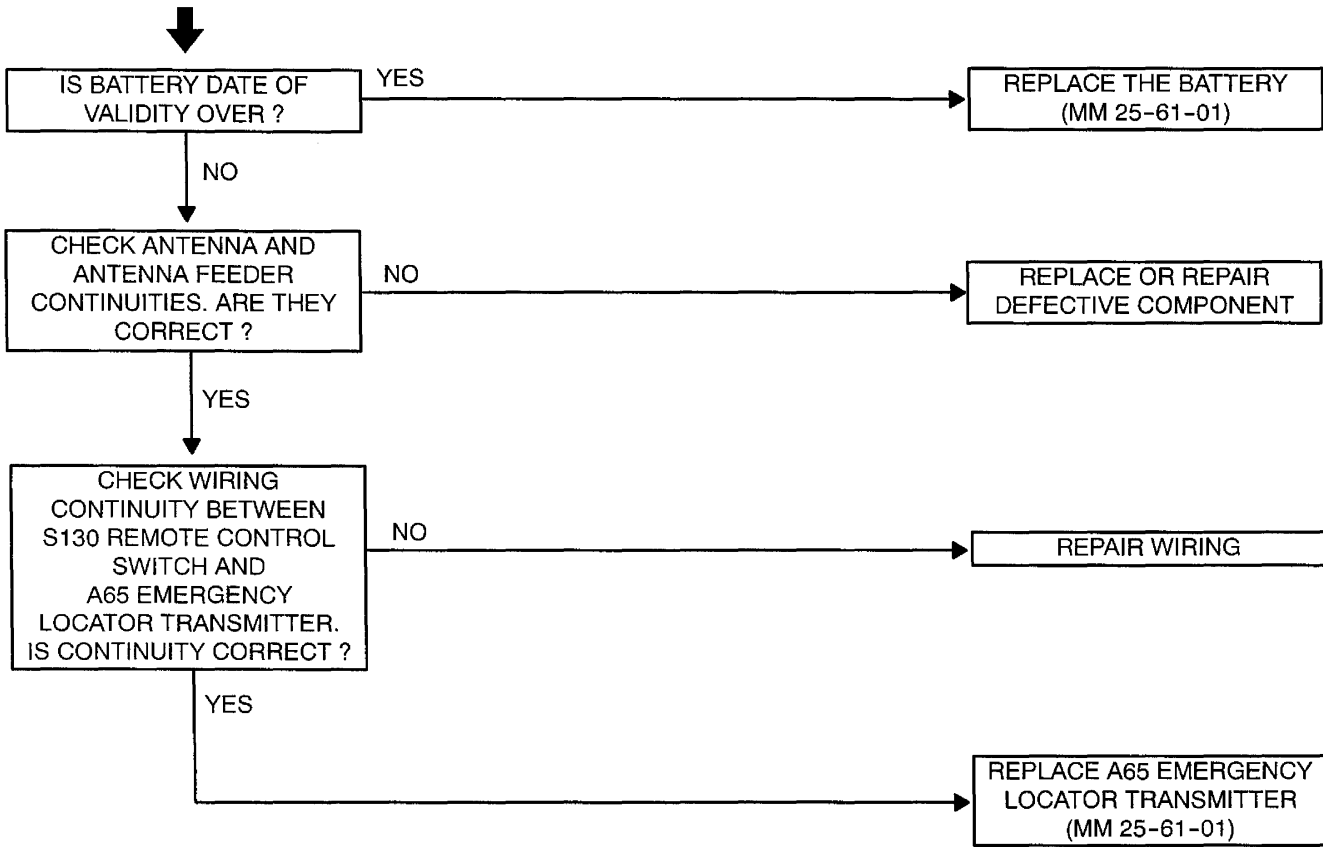 IS BATTERY DATE OF
VALIDITY OVER ?
YES
REPLACE THE BATTERY
(MM 25-61-01)
NO
CHECK ANTENNA AND
ANTENNA FEEDER
CONTINUITIES. ARE THEY
CORRECT ?
NO
REPLACE OR REPAIR
DEFECTIVE COMPONENT
YES
CHECK WIRING
CONTINUITY BETWEEN
S130 REMOTE CONTROL
SWITCH AND
A65 EMERGENCY
LOCATOR TRANSMITTER.
IS CONTINUITY CORRECT ?
NO
REPAIR WIRING
YES
REPLACE A65 EMERGENCY
LOCATOR TRANSMITTER
(MM 25-61-01)